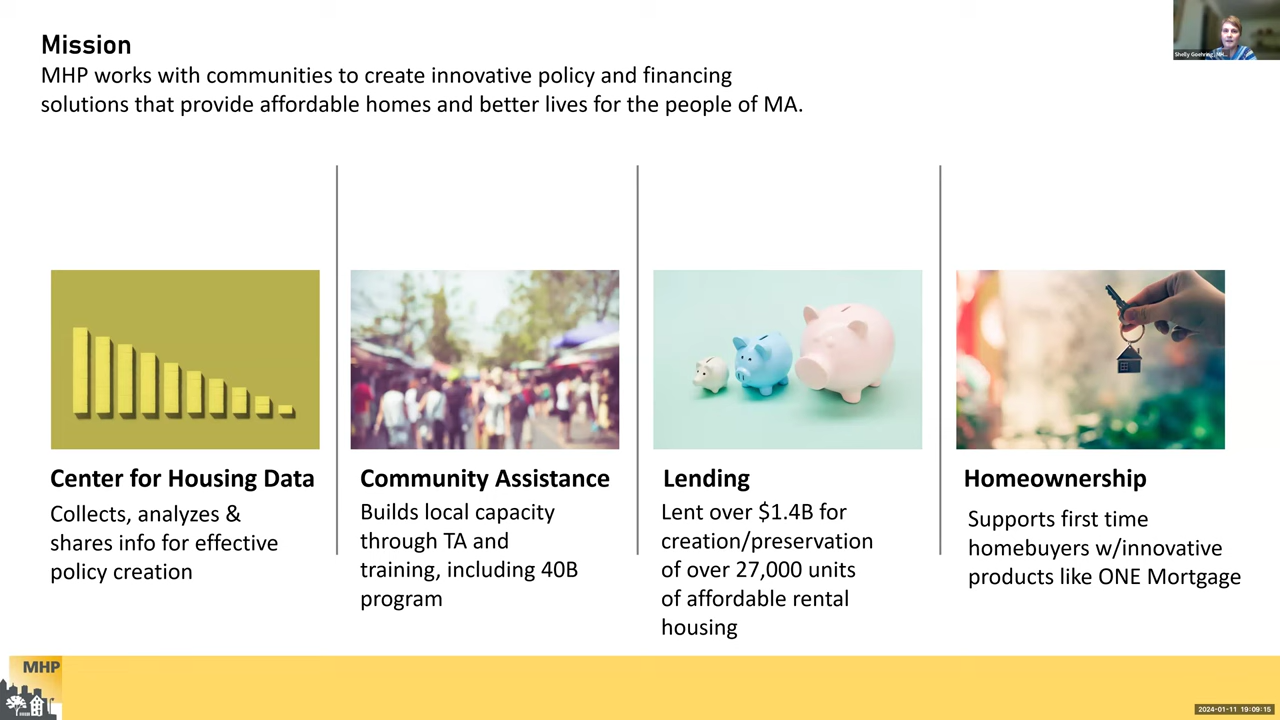 Mission
MHP works with communities to create innovative policy and financing
solutions that provide affordable homes and better lives for the people of MA.
Shelly Goehring, MH...
Center for Housing Data
Collects, analyzes &
shares info for effective
policy creation
Community Assistance
Builds local capacity
through TA and
training, including 40B
program
Lending
Lent over $1.4B for
creation/preservation
of over 27,000 units
of affordable rental
housing
Homeownership
Supports first time
homebuyers w/innovative
products like ONE Mortgage
MHP
2024-01-11 19:09:15